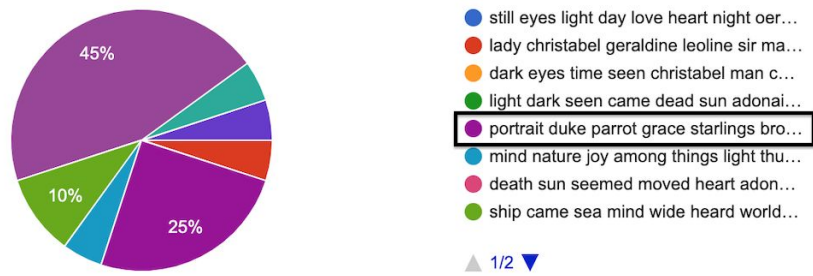 45%
10%
25%
still eyes light day love heart night oer...
lady christabel geraldine leoline sir ma...
dark eyes time seen christabel man c...
light dark seen came dead sun adonai...
portrait duke parrot grace starlings bro...
mind nature joy among things light thu...
death sun seemed moved heart adon...
ship came sea mind wide heard world...
1/2